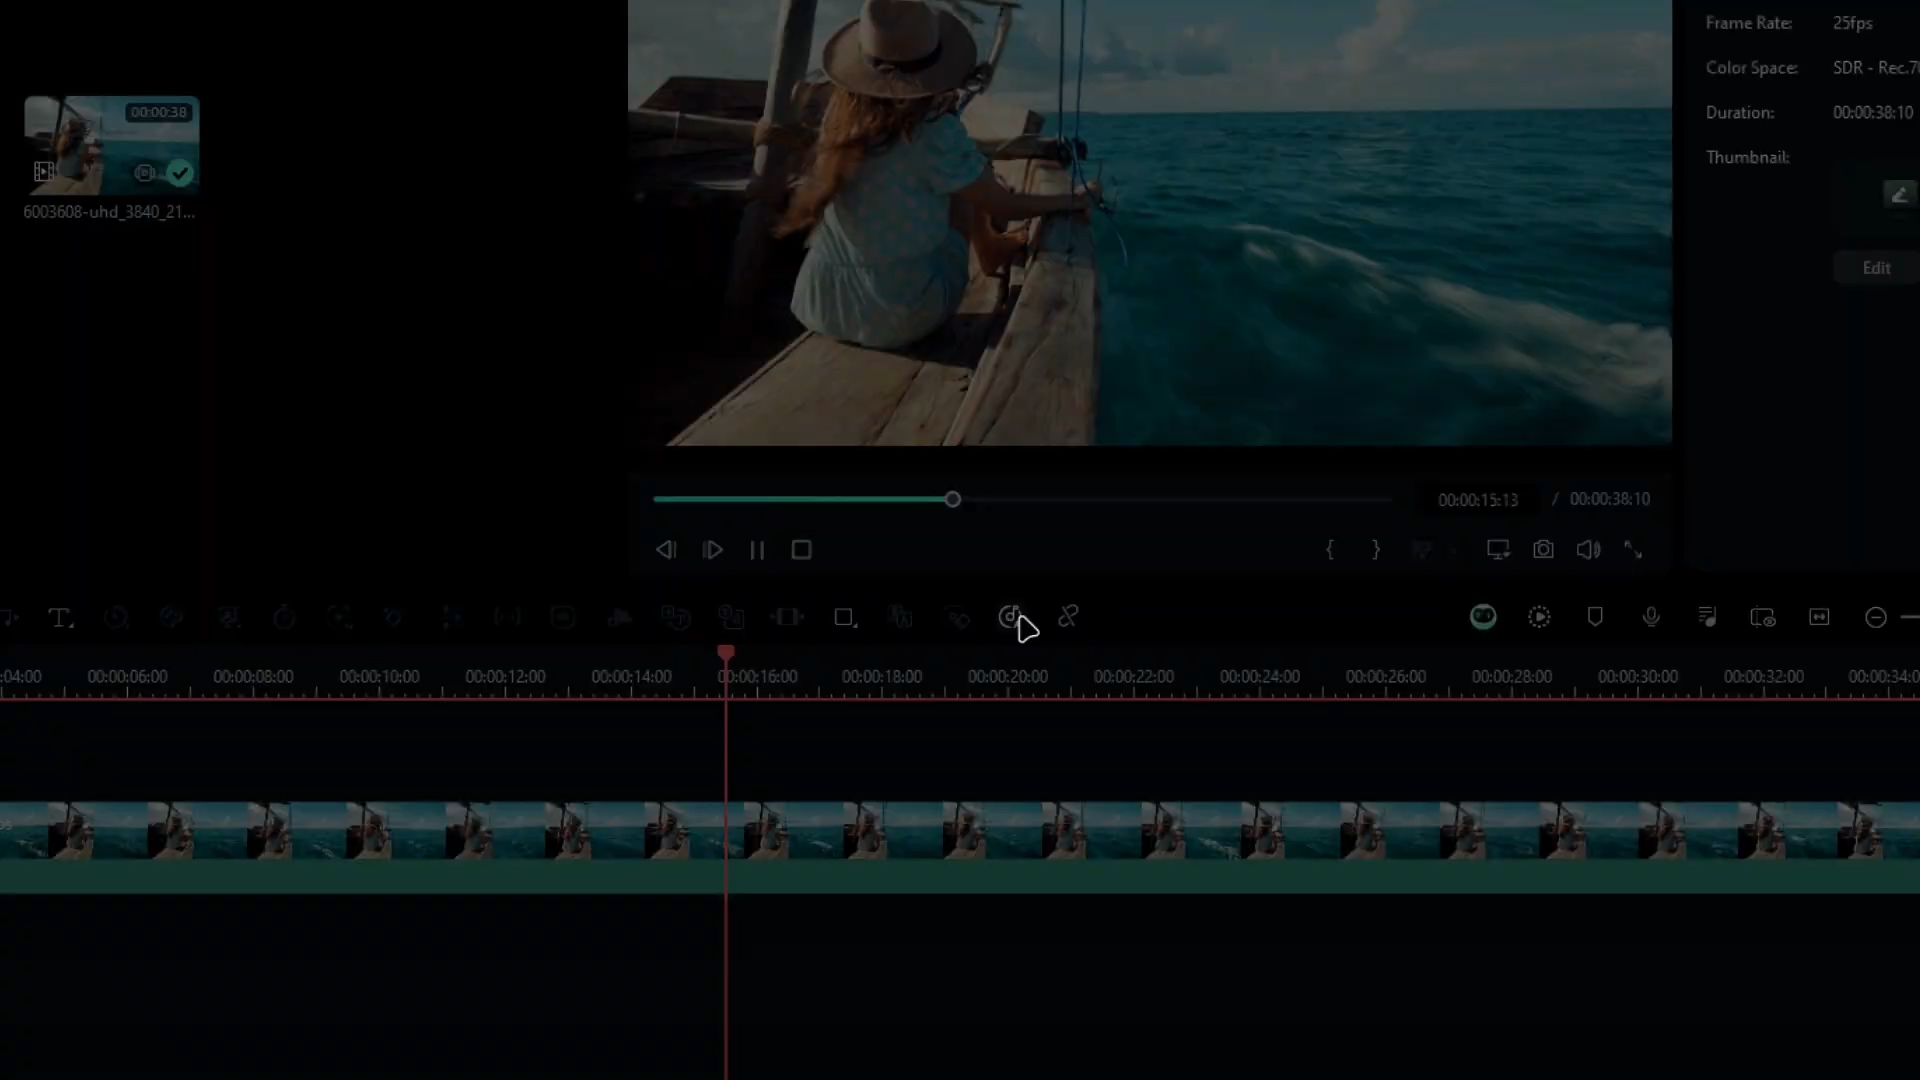 Frame Rate: 25fps
Color Space: SDR - Rec.70
Duration: 00:00:38:10
Thumbnail:
Edit
00:00:38
6003608-uhd_3840_21...
00:00:15:13 / 00:00:38:10
:04:00 00:00:06:00 00:00:08:00 00:00:10:00 00:00:12:00 00:00:14:00 00:00:16:00 00:00:18:00 00:00:20:00 00:00:22:00 00:00:24:00 00:00:26:00 00:00:28:00 00:00:30:00 00:00:32:00 00:00:34:0